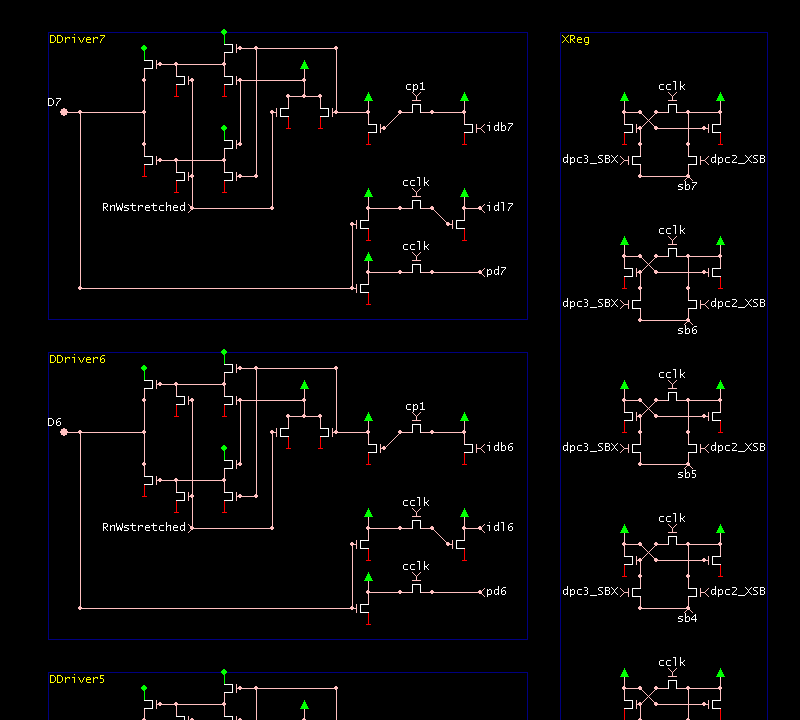 DDriver7
D7
cp1
idb7
cclk
RnWstretched
idl7
cclk
pd7
DDriver6
D6
cp1
idb6
cclk
RnWstretched
idl6
cclk
pd6
DDriver5
XReg
cclk
dpc3_SBX
dpc2_XSB
sb7
cclk
dpc3_SBX
dpc2_XSB
sb6
cclk
dpc3_SBX
dpc2_XSB
sb5
cclk
dpc3_SBX
dpc2_XSB
sb4
cclk